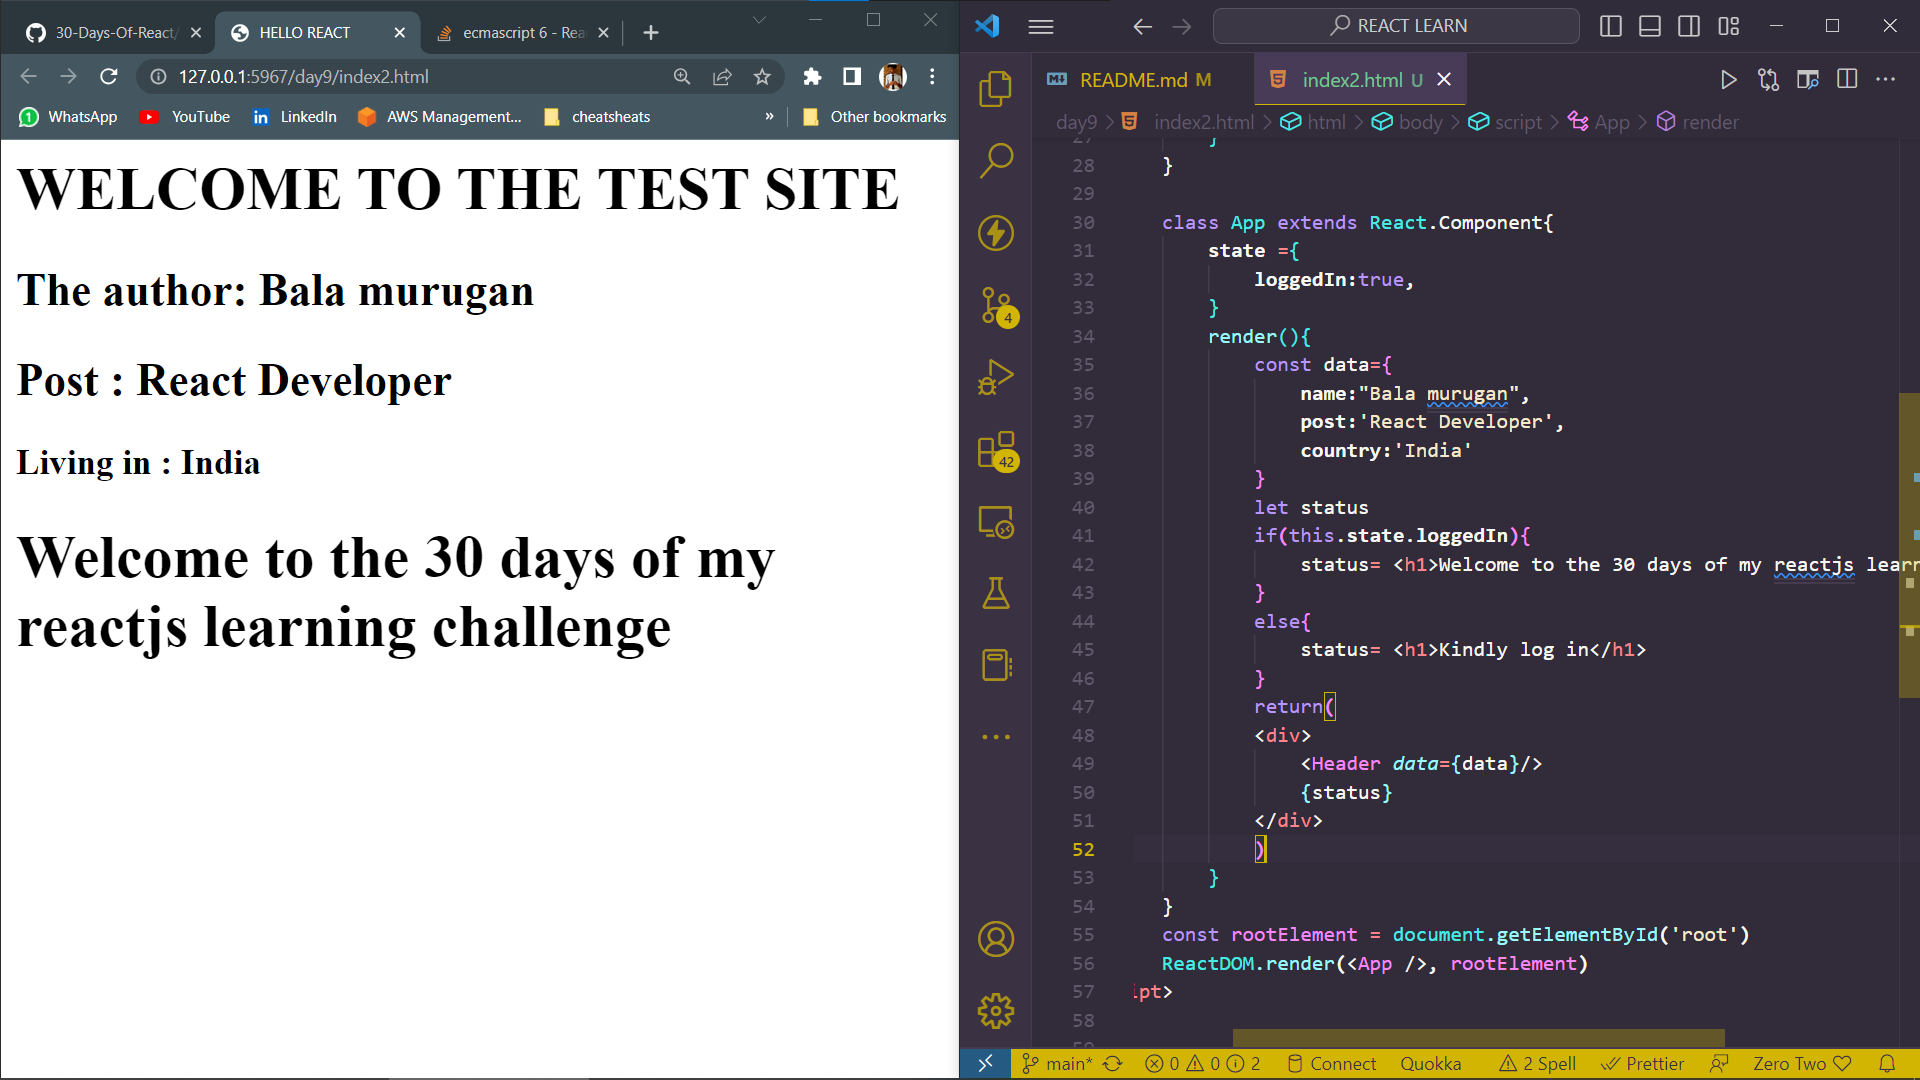 30-Days-Of-React/
HELLO REACT
ecmascript 6 - Rea
127.0.0.1:5967/day9/index2.html
WhatsApp
YouTube
LinkedIn
AWS Management...
cheatsheats
»
Other bookmarks
WELCOME TO THE TEST SITE
The author: Bala murugan
Post : React Developer
Living in : India
Welcome to the 30 days of my
reactjs learning challenge
REACT LEARN
README.md M
index2.html U
day9 > index2.html > html > body > script > App > render
4
42
27 }
28 }
29
30 class App extends React.Component{
31 state ={
32 loggedIn:true,
33 }
34 render(){
35 const data={
36 name:"Bala murugan",
37 post:'React Developer',
38 country:'India'
39 }
40 let status
41 if(this.state.loggedIn){
42 status= <h1>Welcome to the 30 days of my reactjs learn
43 }
44 else{
45 status= <h1>Kindly log in</h1>
46 }
47 return(
48 <div>
49 <Header data={data}/>
50 {status}
51 </div>
52 )
53 }
54 }
55 const rootElement = document.getElementById('root')
56 ReactDOM.render(<App />, rootElement)
57 ipt>
58
main* 0 0 2 Connect Quokka 2 Spell Prettier Zero Two